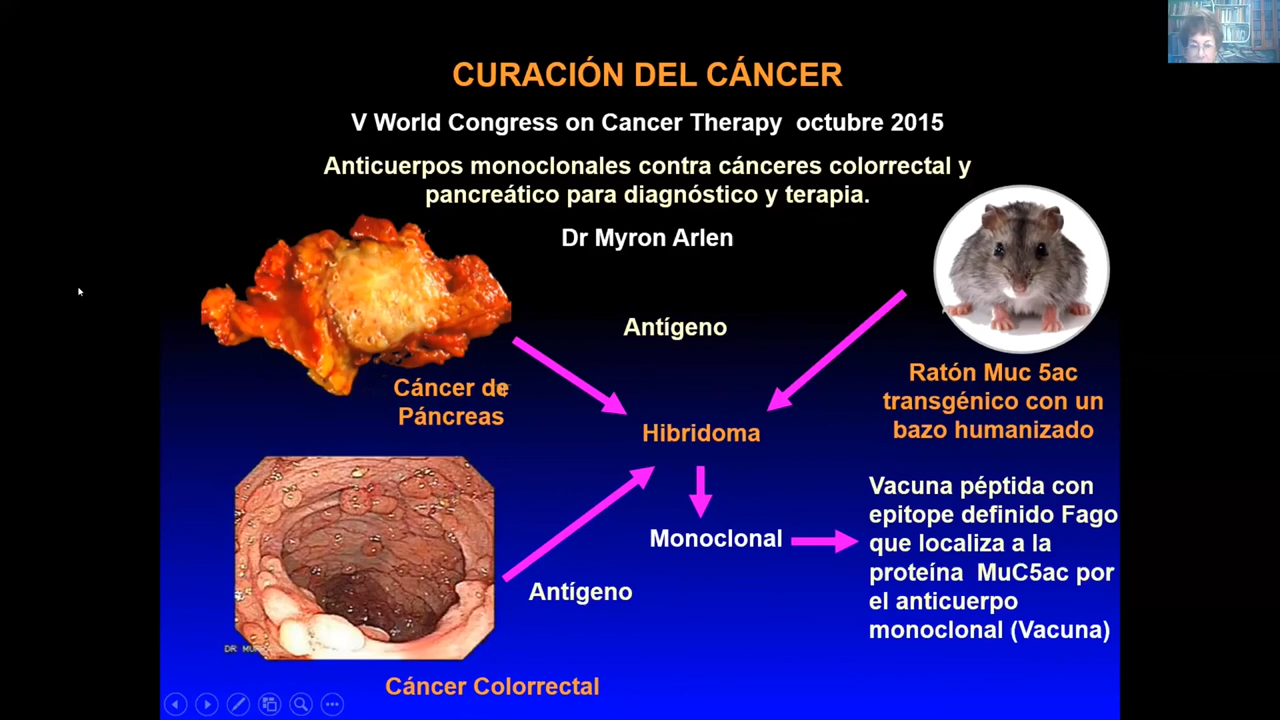 CURACIÓN DEL CÁNCER
V World Congress on Cancer Therapy octubre 2015
Anticuerpos monoclonales contra cánceres colorrectal y
pancreático para diagnóstico y terapia.
Dr Myron Arlen
Antígeno
Cáncer de
Páncreas
Ratón Muc 5ac
transgénico con un
bazo humanizado
Hibridoma
Monoclonal
Vacuna péptida con
epitope definido Fago
que localiza a la
proteína MuC5ac por
el anticuerpo
monoclonal (Vacuna)
Antígeno
DR
Cáncer Colorrectal